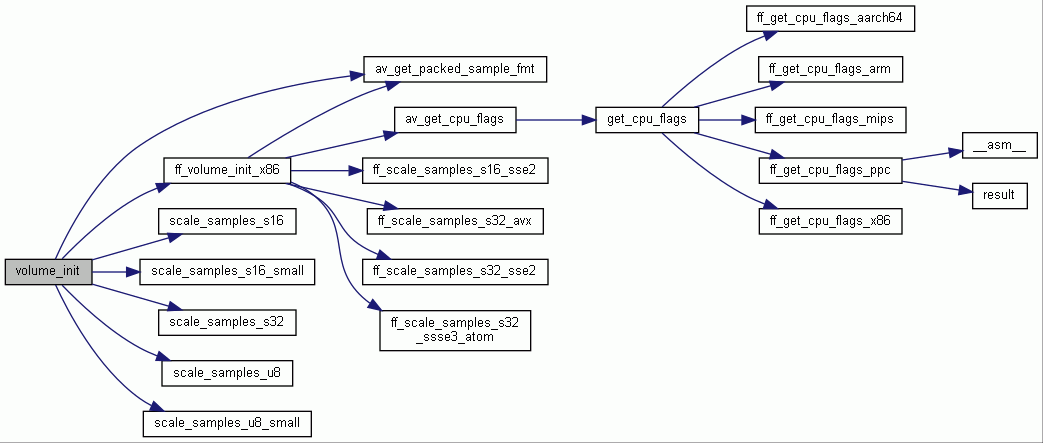 ff_get_cpu_flags_aarch64
av_get_packed_sample_fmt
ff_get_cpu_flags_arm
av_get_cpu_flags
get_cpu_flags
ff_get_cpu_flags_mips
__asm__
ff_volume_init_x86
ff_scale_samples_s16_sse2
ff_get_cpu_flags_ppc
result
scale_samples_s16
ff_scale_samples_s32_avx
ff_get_cpu_flags_x86
volume_init
scale_samples_s16_small
ff_scale_samples_s32_sse2
scale_samples_s32
ff_scale_samples_s32
_ssse3_atom
scale_samples_u8
scale_samples_u8_small